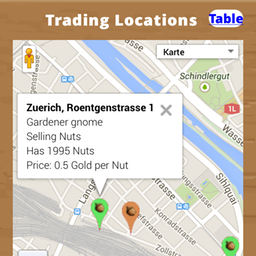 Trading Locations
Table
Karte
Schindlergut
Zuerich, Roentgenstrasse 1
Gardener gnome
Selling Nuts
Has 1995 Nuts
Price: 0.5 Gold per Nut
1L
Wasse
Sihlquai
Lang
Konradstrasse
Zollstrasse